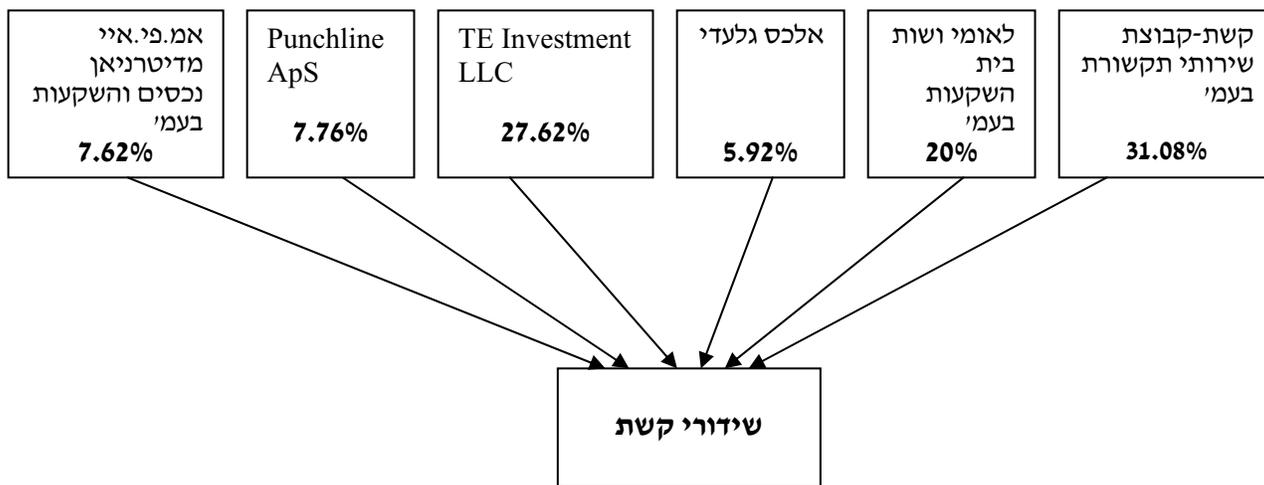 קשת-קבוצת
שירותי תקשורת
בעמ'
31.08%
לאומי ושות
בית
השקעות
בעמ'
20%
אלכס גלעדי
5.92%
TE Investment
LLC
27.62%
Punchline
ApS
7.76%
אמ.פי.איי
מדיטרניאן
נכסים והשקעות
בעמ'
7.62%
שידורי קשת